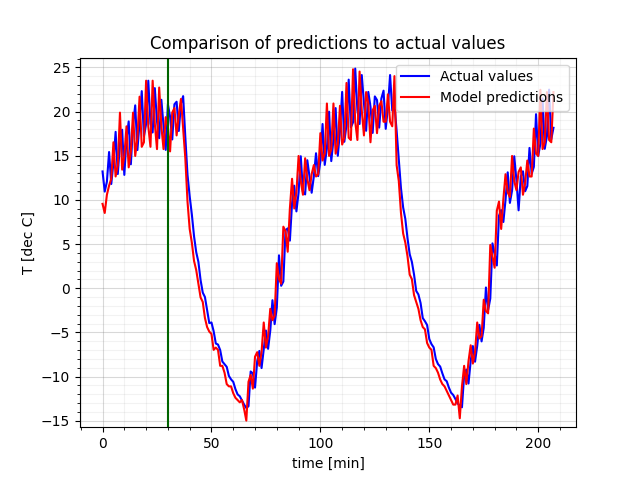 Comparison of predictions to actual values
Actual values
Model predictions
25
20
15
10
5
0
−5
−10
−15
T [dec C]
0
50
100
150
200
time [min]